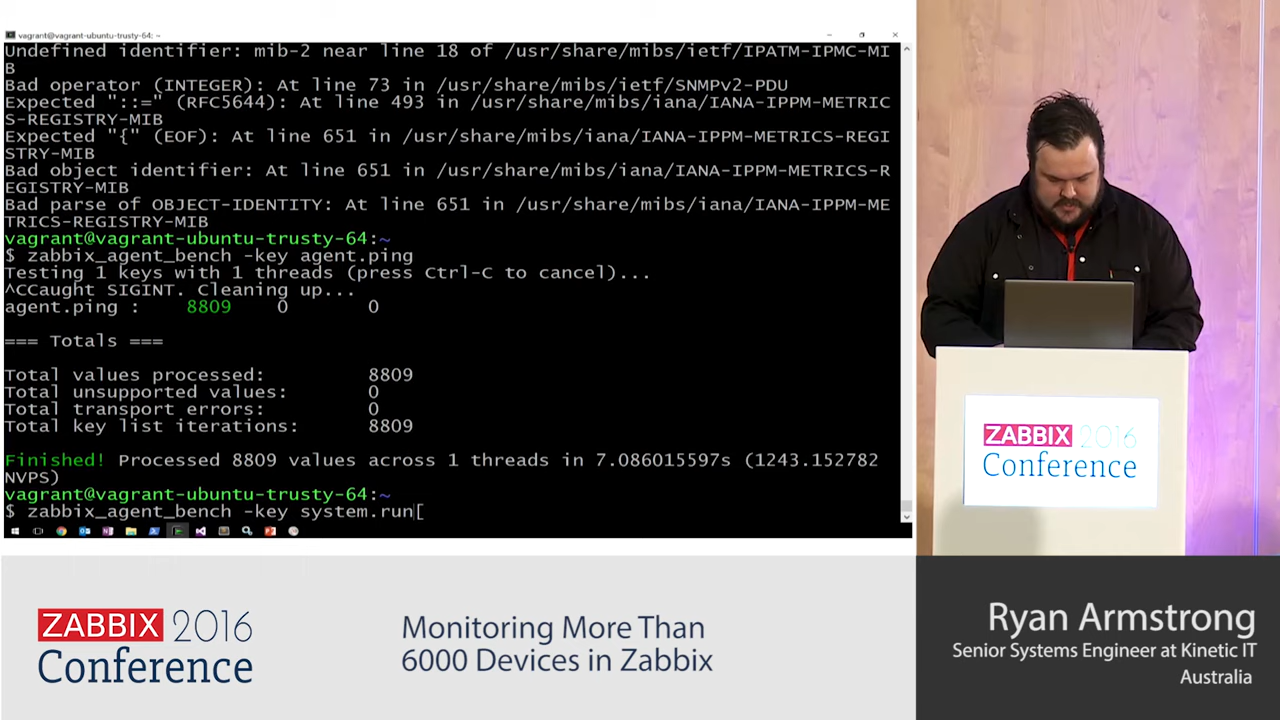 vagrant@vagrant-ubuntu-trusty-64: ~
Undefined identifier: mib-2 near line 18 of /usr/share/mibs/ietf/IPATM-IPMC-MI
B
Bad operator (INTEGER): At line 73 in /usr/share/mibs/ietf/SNMPv2-PDU
Expected "::=" (RFC5644): At line 493 in /usr/share/mibs/iana/IANA-IPPM-METRIC
S-REGISTRY-MIB
Expected "{" (EOF): At line 651 in /usr/share/mibs/iana/IANA-IPPM-METRICS-REGI
STRY-MIB
Bad object identifier: At line 651 in /usr/share/mibs/iana/IANA-IPPM-METRICS-R
EGISTRY-MIB
Bad parse of OBJECT-IDENTITY: At line 651 in /usr/share/mibs/iana/IANA-IPPM-ME
TRICS-REGISTRY-MIB
vagrant@vagrant-ubuntu-trusty-64:~
$ zabbix_agent_bench -key agent.ping
Testing 1 keys with 1 threads (press Ctrl-C to cancel)...
^CCaught SIGINT. Cleaning up...
agent.ping : 8809 0 0
=== Totals ===
Total values processed: 8809
Total unsupported values: 0
Total transport errors: 0
Total key list iterations: 8809
Finished! Processed 8809 values across 1 threads in 7.086015597s (1243.152782
NVPS)
vagrant@vagrant-ubuntu-trusty-64:~
$ zabbix_agent_bench -key system.run[
ZABBIX 2016
Conference
ZABBIX 2016
Conference
Monitoring More Than
6000 Devices in Zabbix
Ryan Armstrong
Senior Systems Engineer at Kinetic IT
Australia